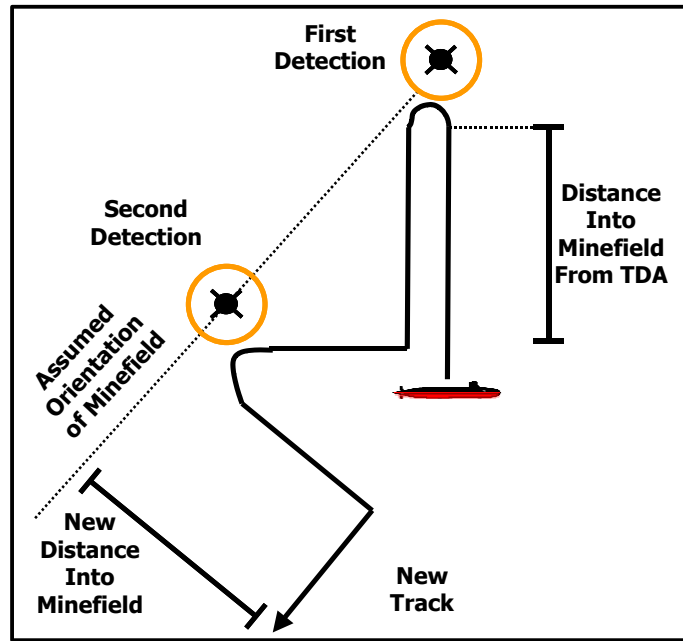 First
Detection
Distance
Into
Minefield
From TDA
Second
Detection
Assumed
Orientation
of Minefield
New
Distance
Into
Minefield
New
Track